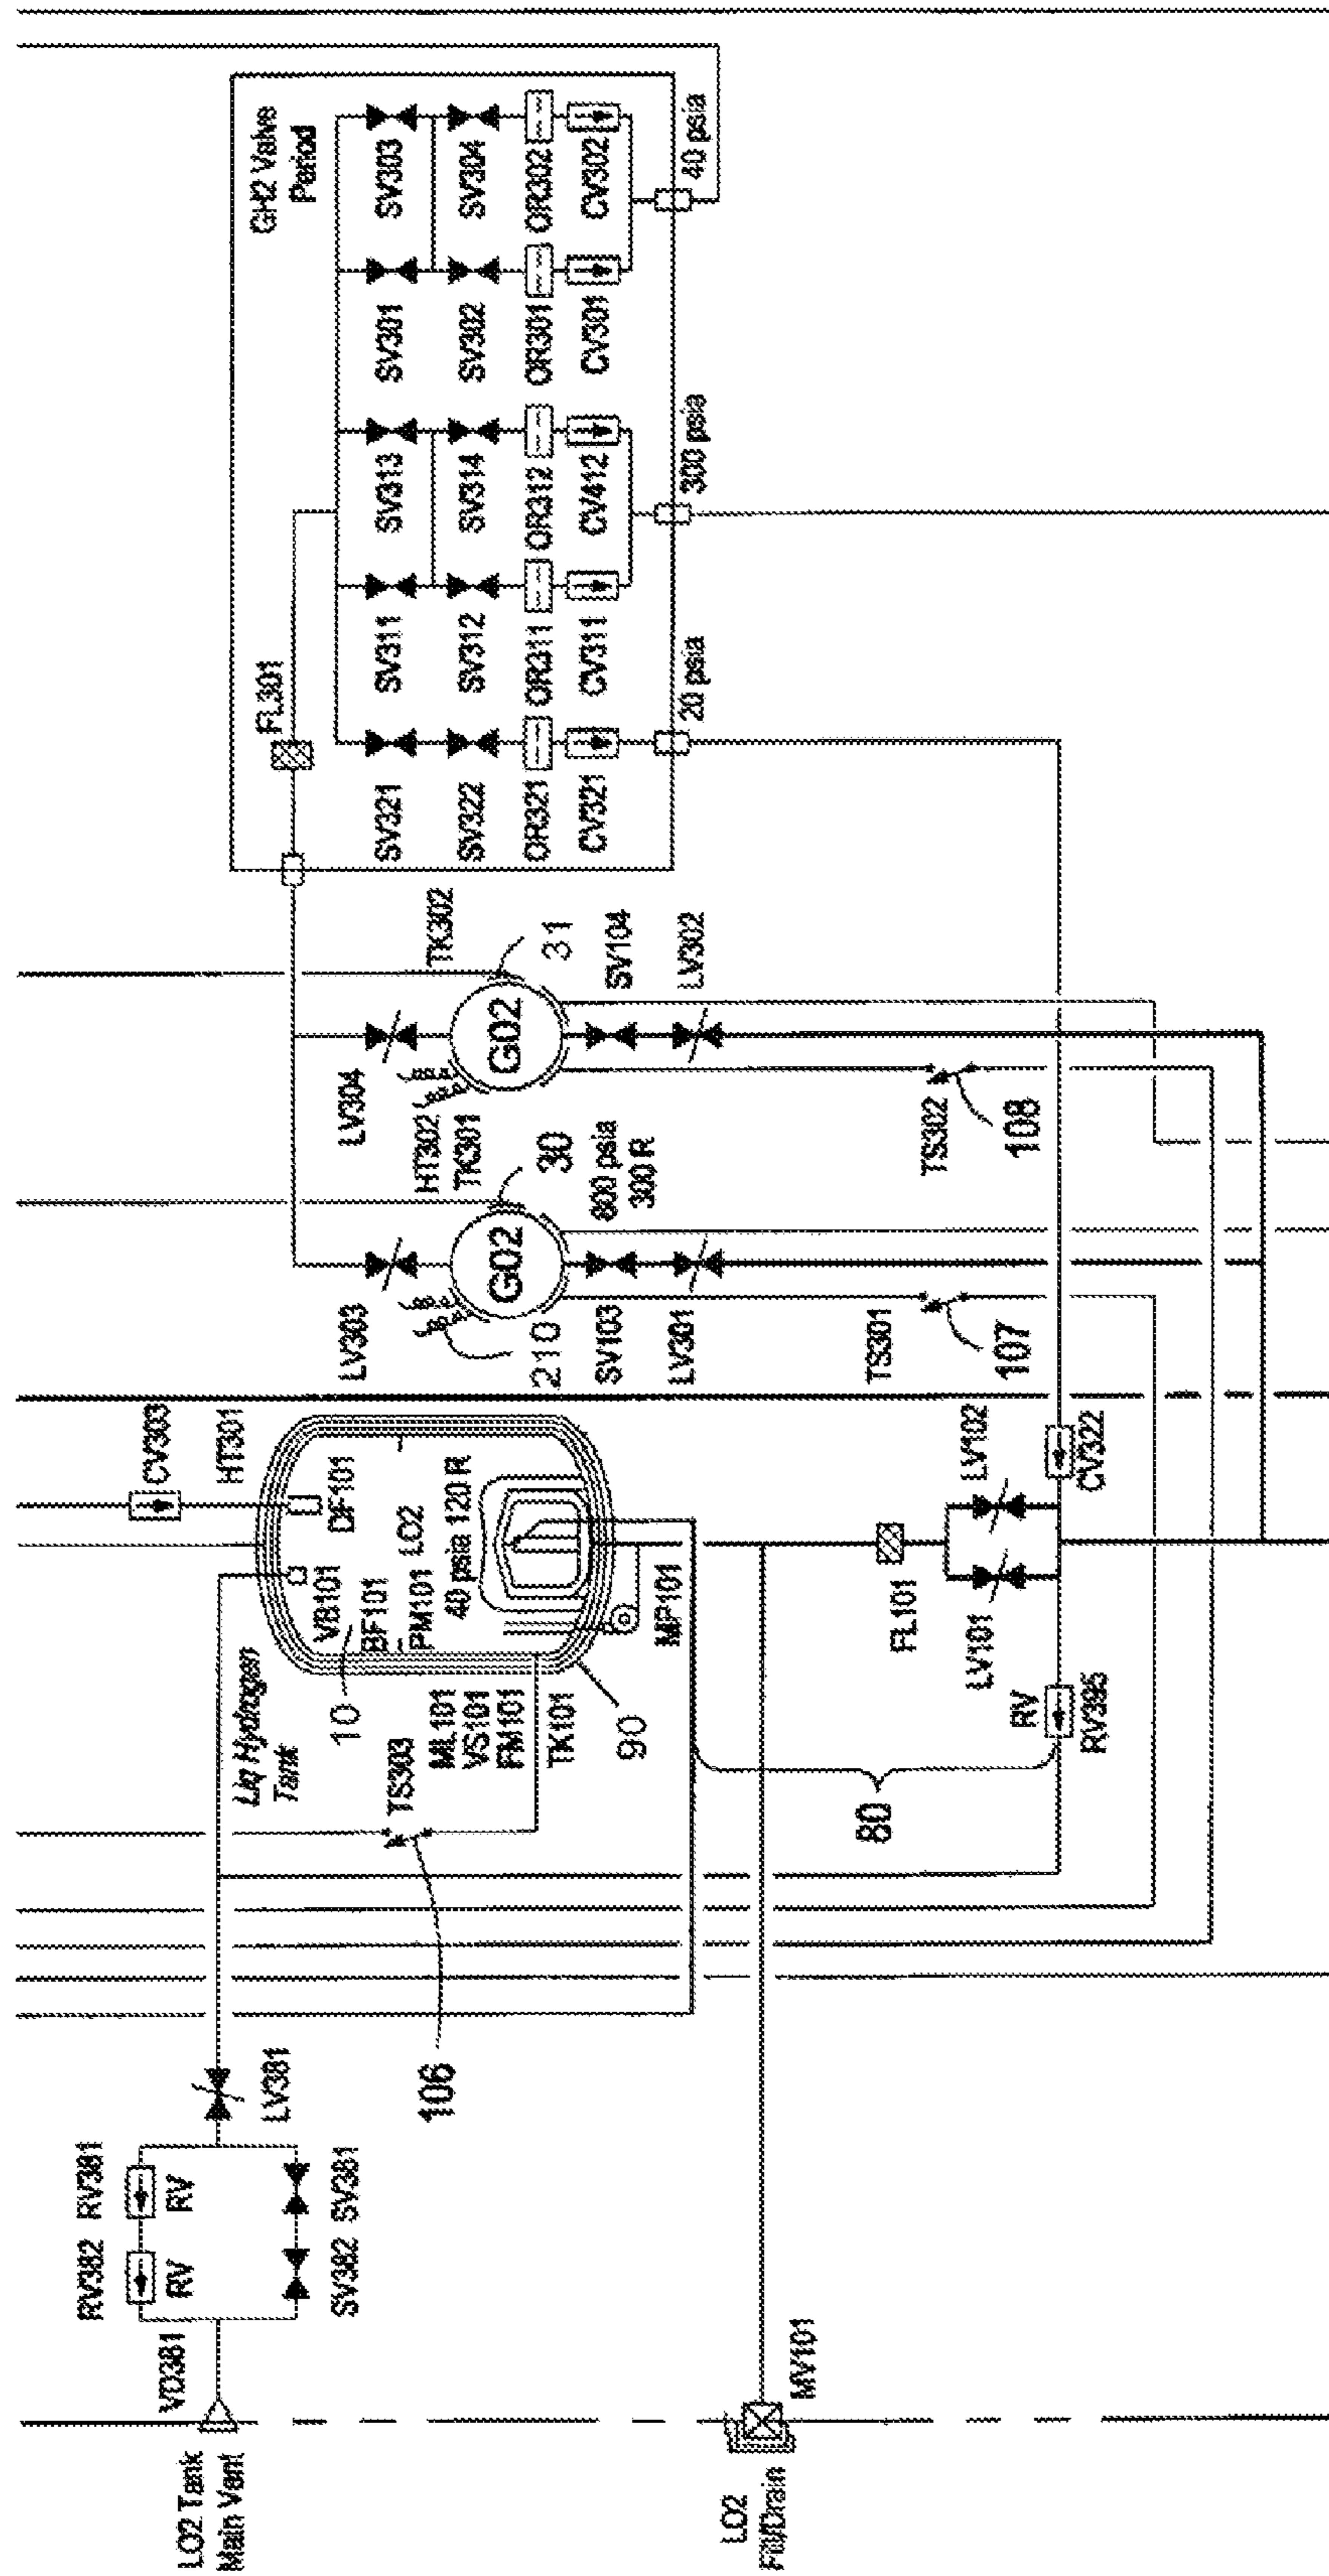 LO2 Tank
Main Vent
VD381
RV382
RV381
RV
RV
SV382
SV381
LV381
LO2
Fill/Drain
MV101
106
TS303
Liq Hydrogen
Tank
10
VB101
DF101
BF101
PM101
LO2
40 psia 120 R
ML101
VS101
FM101
TK101
90
MP101
CV303
HT301
80
FL101
LV101
LV102
RV
RV395
CV322
LV303
G02
210
30
SV103
LV301
800 psia
300 R
TS301
107
LV304
HT302
TK301
G02
TK302
31
SV104
LV302
TS302
108
FL301
GH2 Valve
Period
SV321
SV311
SV313
SV301
SV303
SV322
SV312
SV314
SV302
SV304
OR321
OR311
OR312
OR301
OR302
CV321
CV311
CV412
CV301
CV302
20 psia
300 psia
40 psia